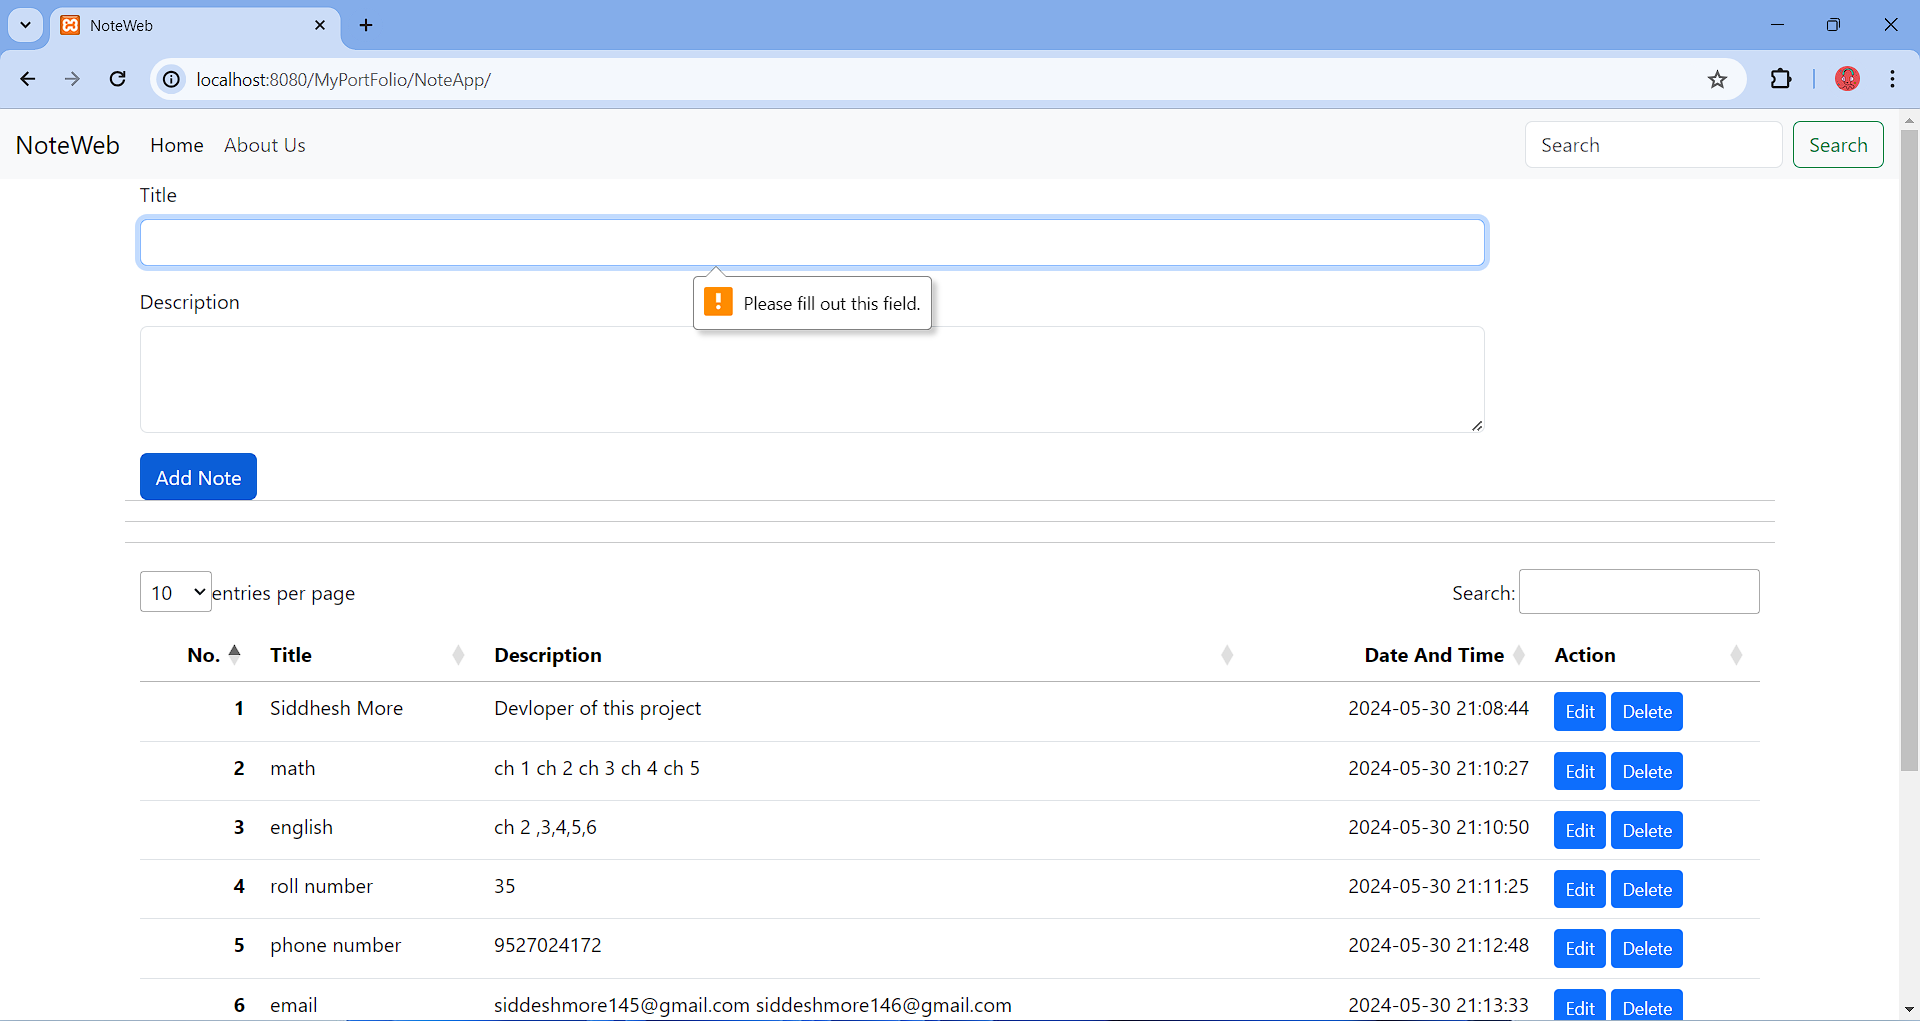 NoteWeb
localhost:8080/MyPortFolio/NoteApp/
NoteWeb Home About Us Search Search
Title
Please fill out this field.
Description
Add Note
10 entries per page Search:
No. Title Description Date And Time Action
1 Siddhesh More Devloper of this project 2024-05-30 21:08:44 Edit Delete
2 math ch 1 ch 2 ch 3 ch 4 ch 5 2024-05-30 21:10:27 Edit Delete
3 english ch 2 ,3,4,5,6 2024-05-30 21:10:50 Edit Delete
4 roll number 35 2024-05-30 21:11:25 Edit Delete
5 phone number 9527024172 2024-05-30 21:12:48 Edit Delete
6 email siddeshmore145@gmail.com siddeshmore146@gmail.com 2024-05-30 21:13:33 Edit Delete